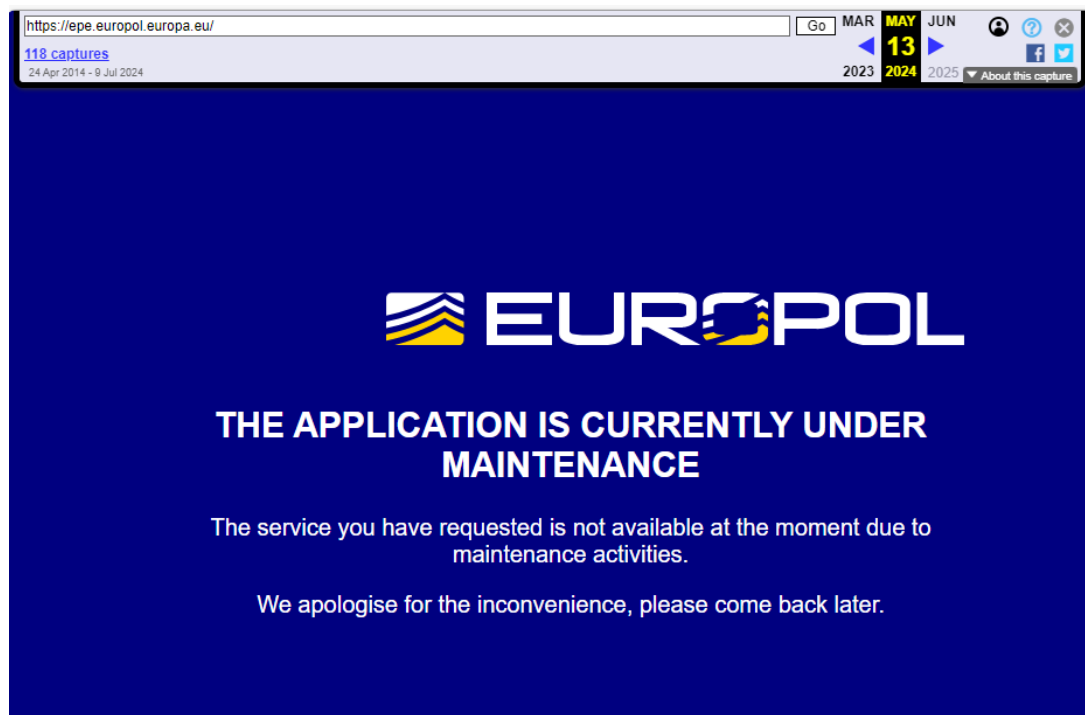 https://epe.europol.europa.eu/
Go
MAR MAY JUN
118 captures
13
24 Apr 2014 - 9 Jul 2024
2023 2024 2025
About this capture
EUROPOL
THE APPLICATION IS CURRENTLY UNDER
MAINTENANCE
The service you have requested is not available at the moment due to
maintenance activities.
We apologise for the inconvenience, please come back later.